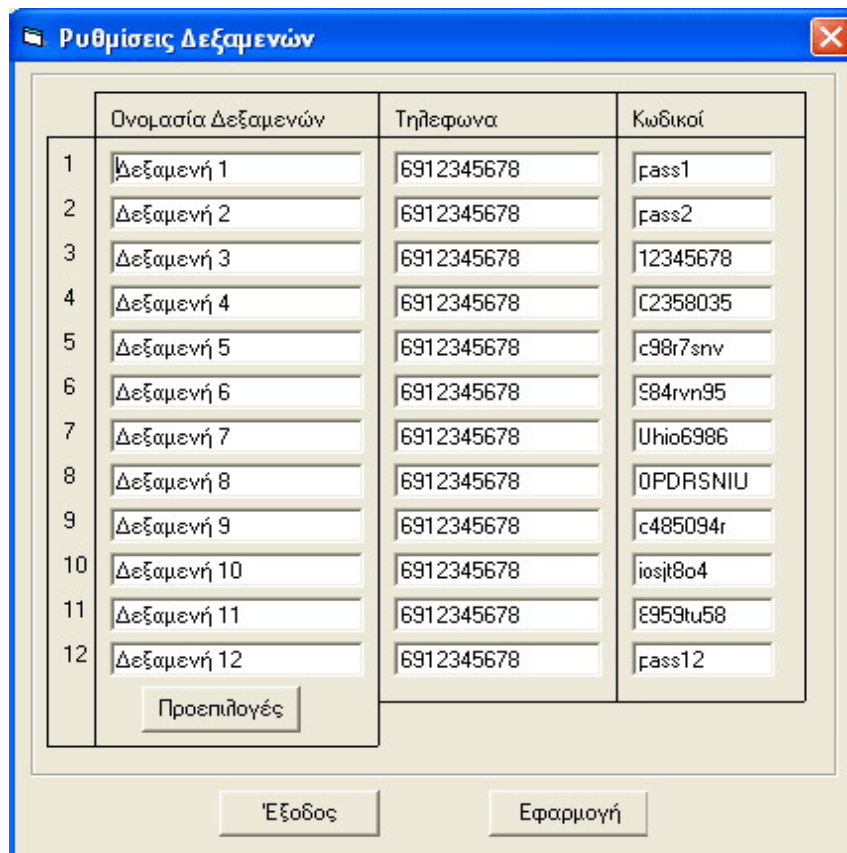 Ρυθμίσεις Δεξαμενών
Ονομασία Δεξαμενών Τηλεφωνα Κωδικοί
1 Δεξαμενή 1 6912345678 pass1
2 Δεξαμενή 2 6912345678 pass2
3 Δεξαμενή 3 6912345678 12345678
4 Δεξαμενή 4 6912345678 02358035
5 Δεξαμενή 5 6912345678 c98r7snv
6 Δεξαμενή 6 6912345678 984rvn95
7 Δεξαμενή 7 6912345678 Uhio6986
8 Δεξαμενή 8 6912345678 OPDRSNIU
9 Δεξαμενή 9 6912345678 c485094r
10 Δεξαμενή 10 6912345678 iosjt8o4
11 Δεξαμενή 11 6912345678 8959tu58
12 Δεξαμενή 12 6912345678 pass12
Προεπιλογές
Έξοδος Εφαρμογή